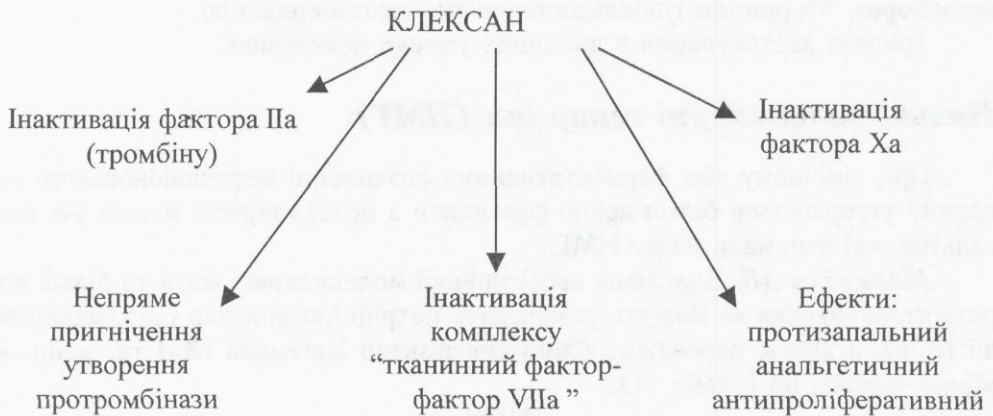 КЛЕКСАН
Інактивація фактора IIa
(тромбіну)
Інактивація
фактора Xa
Непряме
пригнічення
утворення
протромбінази
Інактивація
комплексу
“тканинний фактор-
фактор VIIa ”
Ефекти:
протизапальний
анальгетичний
антипроліферативний